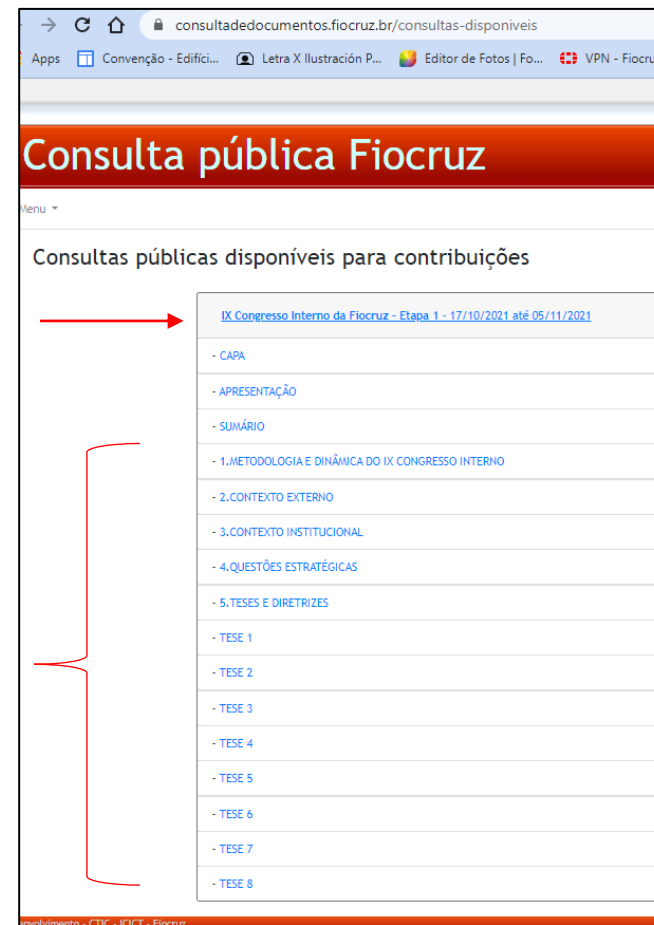 consultadedocumentos.fiocruz.br/consultas-disponiveis
Apps Convenção - Edifíci... Letra X Ilustración P... Editor de Fotos | Fo... VPN - Fiocru
Consulta pública Fiocruz
Menu
Consultas públicas disponíveis para contribuições
IX Congresso Interno da Fiocruz - Etapa 1 - 17/10/2021 até 05/11/2021
- CAPA
- APRESENTAÇÃO
- SUMÁRIO
- 1.METODOLOGIA E DINÂMICA DO IX CONGRESSO INTERNO
- 2.CONTEXTO EXTERNO
- 3.CONTEXTO INSTITUCIONAL
- 4.QUESTÕES ESTRATÉGICAS
- 5.TESES E DIRETRIZES
- TESE 1
- TESE 2
- TESE 3
- TESE 4
- TESE 5
- TESE 6
- TESE 7
- TESE 8
envolvimento - CTIC - ICICT - Fiocruz